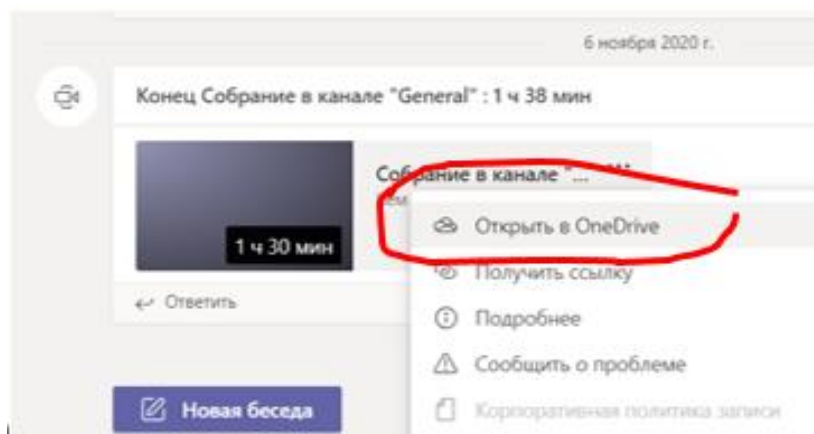 6 ноября 2020 г.
Конец Собрание в канале "General" : 1 ч 38 мин
Собрание в канале "...
1 ч 30 мин
Открыть в OneDrive
Получить ссылку
Ответить
Подробнее
Сообщить о проблеме
Новая беседа
Корпоративная политика записи